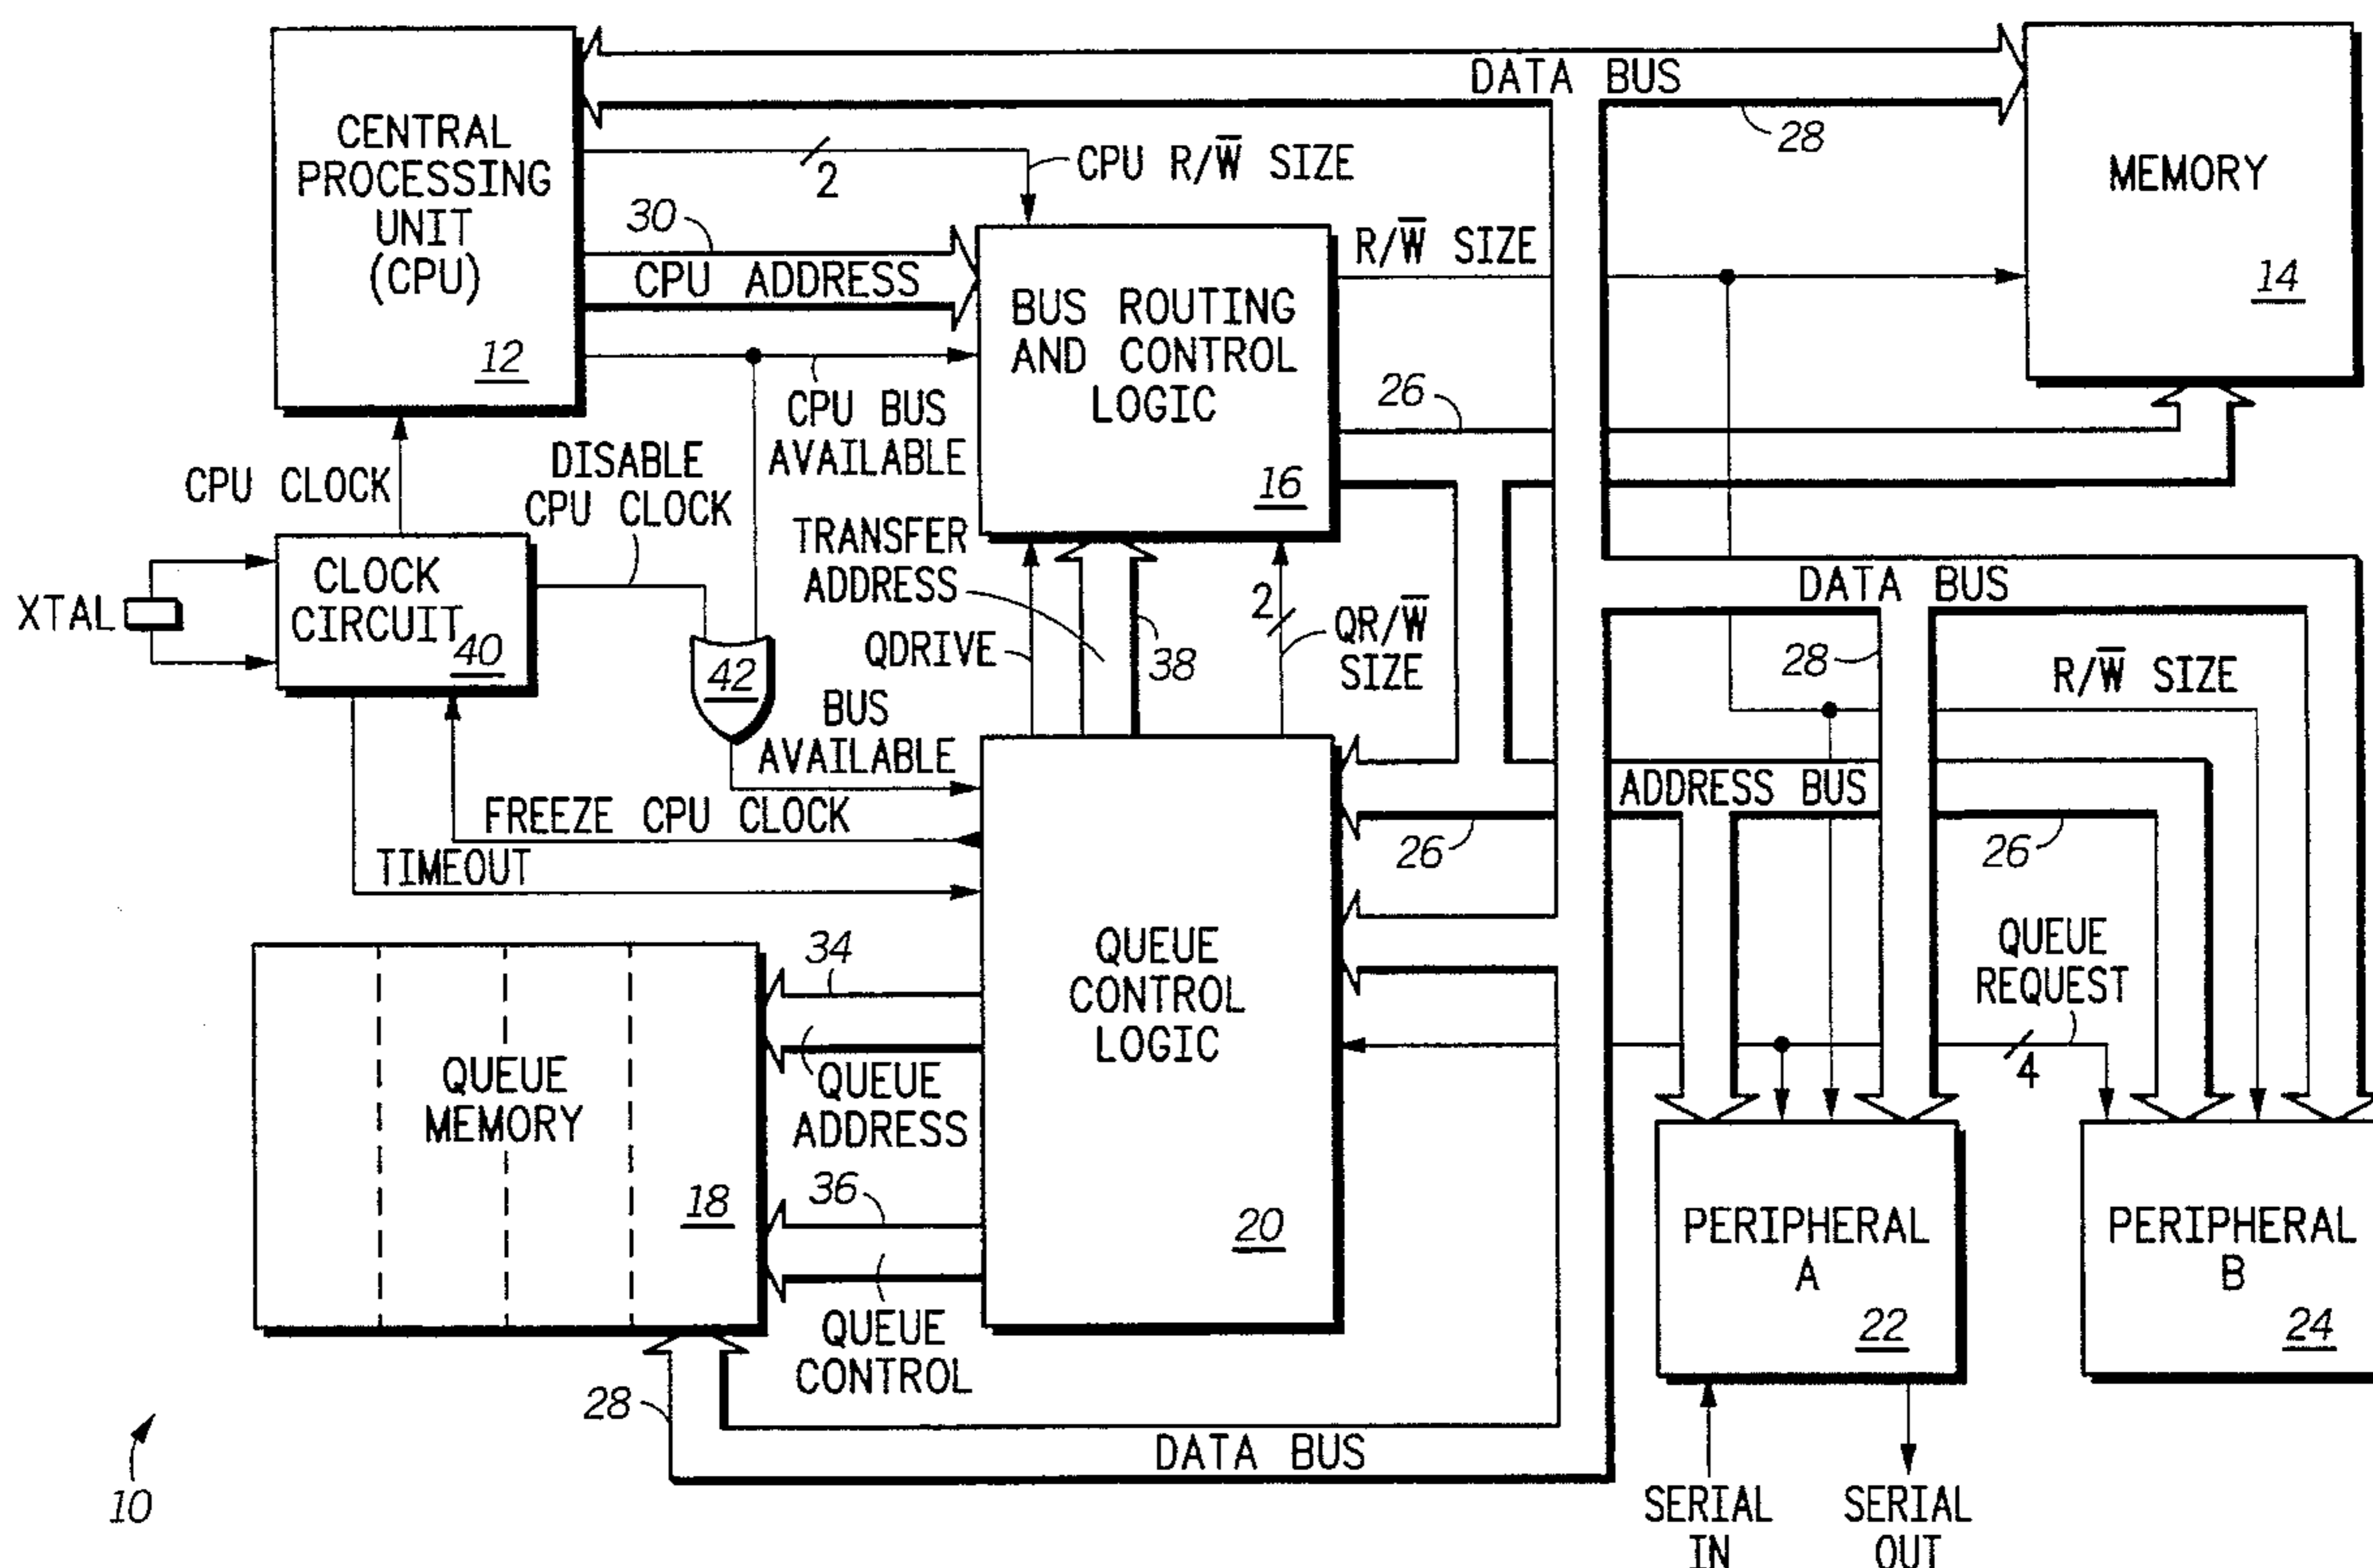 DATA BUS
28
CENTRAL
PROCESSING
UNIT
(CPU)
12
2
CPU R/W̅ SIZE
30
CPU ADDRESS
MEMORY
14
R/W̅ SIZE
BUS ROUTING
AND CONTROL
LOGIC
16
26
CPU BUS
AVAILABLE
CPU CLOCK
DISABLE
CPU CLOCK
XTAL
CLOCK
CIRCUIT
40
42
TRANSFER
ADDRESS
QDRIVE
38
2
QR/W̅
SIZE
DATA BUS
28
R/W̅ SIZE
BUS
AVAILABLE
FREEZE CPU CLOCK
TIMEOUT
ADDRESS BUS
26
26
QUEUE
CONTROL
LOGIC
20
QUEUE
REQUEST
4
34
QUEUE
ADDRESS
36
QUEUE
CONTROL
QUEUE
MEMORY
18
28
DATA BUS
PERIPHERAL
A
22
PERIPHERAL
B
24
SERIAL
IN
SERIAL
OUT
10